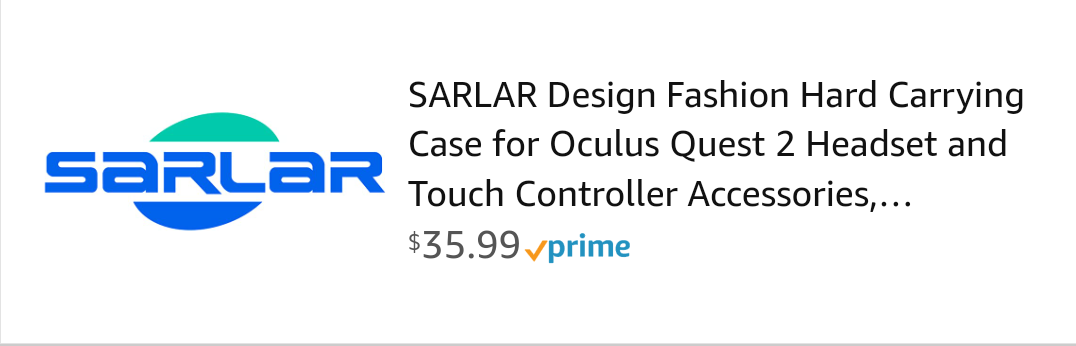 SARLAR
SARLAR Design Fashion Hard Carrying
Case for Oculus Quest 2 Headset and
Touch Controller Accessories,...
$35.99 prime